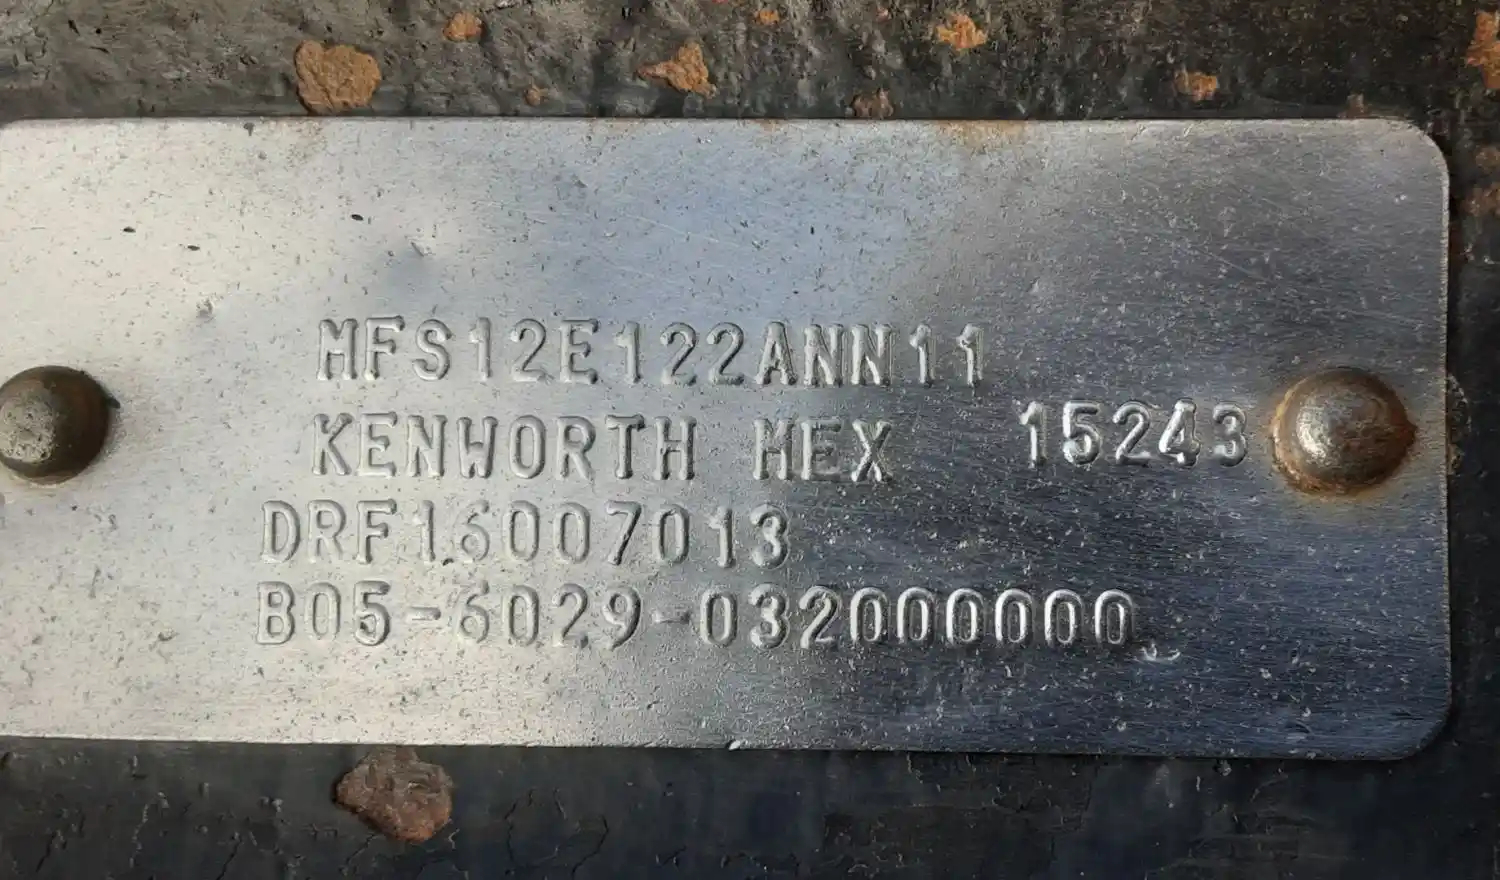 MFS12E122ANN11
KENWORTH MEX 15243
DRF16007013
B05-6029-032000000